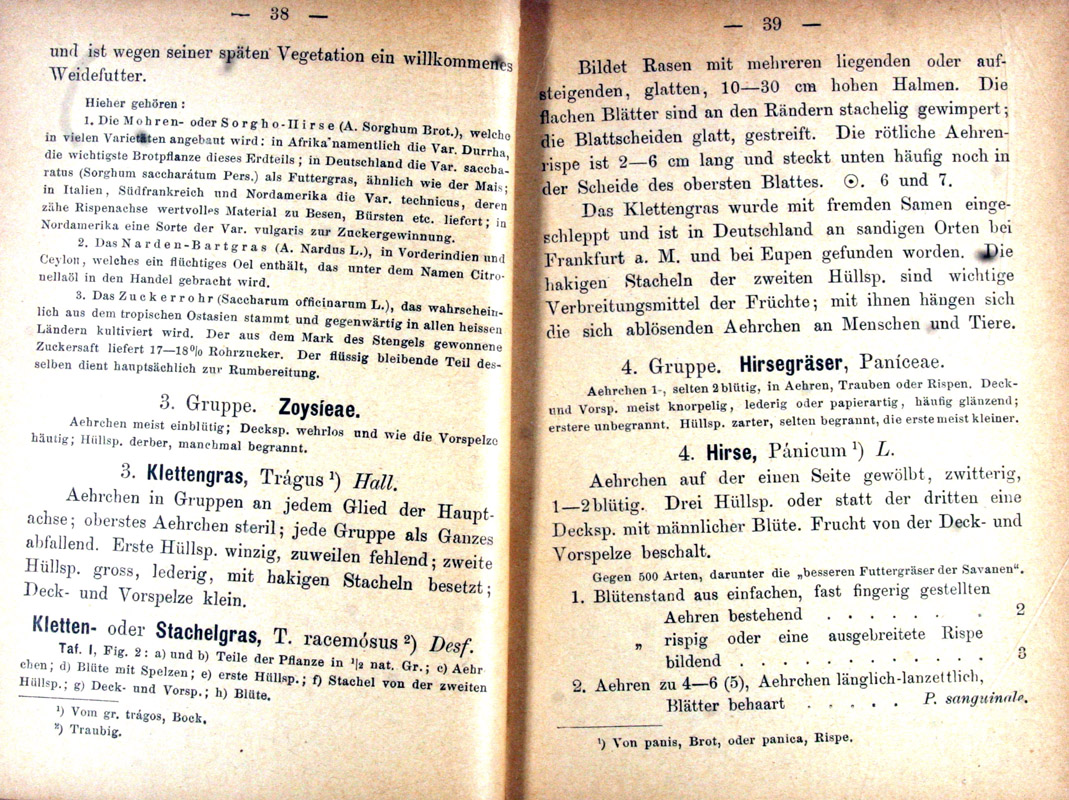 — 38 —
und ist wegen seiner späten Vegetation ein willkommenes
Weidefutter.
Hieher gehören:
1. Die Mohren- oder Sorgho-Hirse (A. Sorghum Brot.), welche
in vielen Varietäten angebaut wird: in Afrika namentlich die Var. Durrha,
die wichtigste Brotpflanze dieses Erdteils; in Deutschland die Var. saccha-
ratus (Sorghum saccharátum Pers.) als Futtergras, ähnlich wie der Mais;
in Italien, Südfrankreich und Nordamerika die Var. technicus, deren
zähe Rispenachse wertvolles Material zu Besen, Bürsten etc. liefert; in
Nordamerika eine Sorte der Var. vulgaris zur Zuckergewinnung.
2. Das Narden-Bartgras (A. Nardus L.), in Vorderindien und
Ceylon, welches ein flüchtiges Oel enthält, das unter dem Namen Citro-
nellaöl in den Handel gebracht wird.
3. Das Zuckerrohr (Saccharum officinarum L.), das wahrschein-
lich aus dem tropischen Ostasien stammt und gegenwärtig in allen heissen
Ländern kultiviert wird. Der aus dem Mark des Stengels gewonnene
Zuckersaft liefert 17—18% Rohrzucker. Der flüssig bleibende Teil des-
selben dient hauptsächlich zur Rumbereitung.
3. Gruppe. Zoysíeae.
Aehrchen meist einblütig; Decksp. wehrlos und wie die Vorspelze
häutig; Hüllsp. derber, manchmal begrannt.
3. Klettengras, Trágus ¹) Hall.
Aehrchen in Gruppen an jedem Glied der Haupt-
achse; oberstes Aehrchen steril; jede Gruppe als Ganzes
abfallend. Erste Hüllsp. winzig, zuweilen fehlend; zweite
Hüllsp. gross, lederig, mit hakigen Stacheln besetzt;
Deck- und Vorspelze klein.
Kletten- oder Stachelgras, T. racemósus ²) Desf.
Taf. I, Fig. 2: a) und b) Teile der Pflanze in ½ nat. Gr.; c) Aehr
chen; d) Blüte mit Spelzen; e) erste Hüllsp.; f) Stachel von der zweiten
Hüllsp.; g) Deck- und Vorsp.; h) Blüte.
¹) Vom gr. trágos, Bock.
²) Traubig.
— 39 —
Bildet Rasen mit mehreren liegenden oder auf-
steigenden, glatten, 10—30 cm hohen Halmen. Die
flachen Blätter sind an den Rändern stachelig gewimpert;
die Blattscheiden glatt, gestreift. Die rötliche Aehren-
rispe ist 2—6 cm lang und steckt unten häufig noch in
der Scheide des obersten Blattes. ☉. 6 und 7.
Das Klettengras wurde mit fremden Samen einge-
schleppt und ist in Deutschland an sandigen Orten bei
Frankfurt a. M. und bei Eupen gefunden worden. Die
hakigen Stacheln der zweiten Hüllsp. sind wichtige
Verbreitungsmittel der Früchte; mit ihnen hängen sich
die sich ablösenden Aehrchen an Menschen und Tiere.
4. Gruppe. Hirsegräser, Paníceae.
Aehrchen 1-, selten 2blütig, in Aehren, Trauben oder Rispen. Deck-
und Vorsp. meist knorpelig, lederig oder papierartig, häufig glänzend;
erstere unbegrannt. Hüllsp. zarter, selten begrannt, die erste meist kleiner.
4. Hirse, Pánicum ¹) L.
Aehrchen auf der einen Seite gewölbt, zwitterig,
1—2blütig. Drei Hüllsp. oder statt der dritten eine
Decksp. mit männlicher Blüte. Frucht von der Deck- und
Vorspelze beschalt.
Gegen 500 Arten, darunter die „besseren Futtergräser der Savanen“.
1. Blütenstand aus einfachen, fast fingerig gestellten
Aehren bestehend . . . . . . . 2
„ rispig oder eine ausgebreitete Rispe
bildend . . . . . . . . . . . . . 3
2. Aehren zu 4—6 (5), Aehrchen länglich-lanzettlich,
Blätter behaart . . . . . P. sanguinale.
¹) Von panis, Brot, oder panica, Rispe.